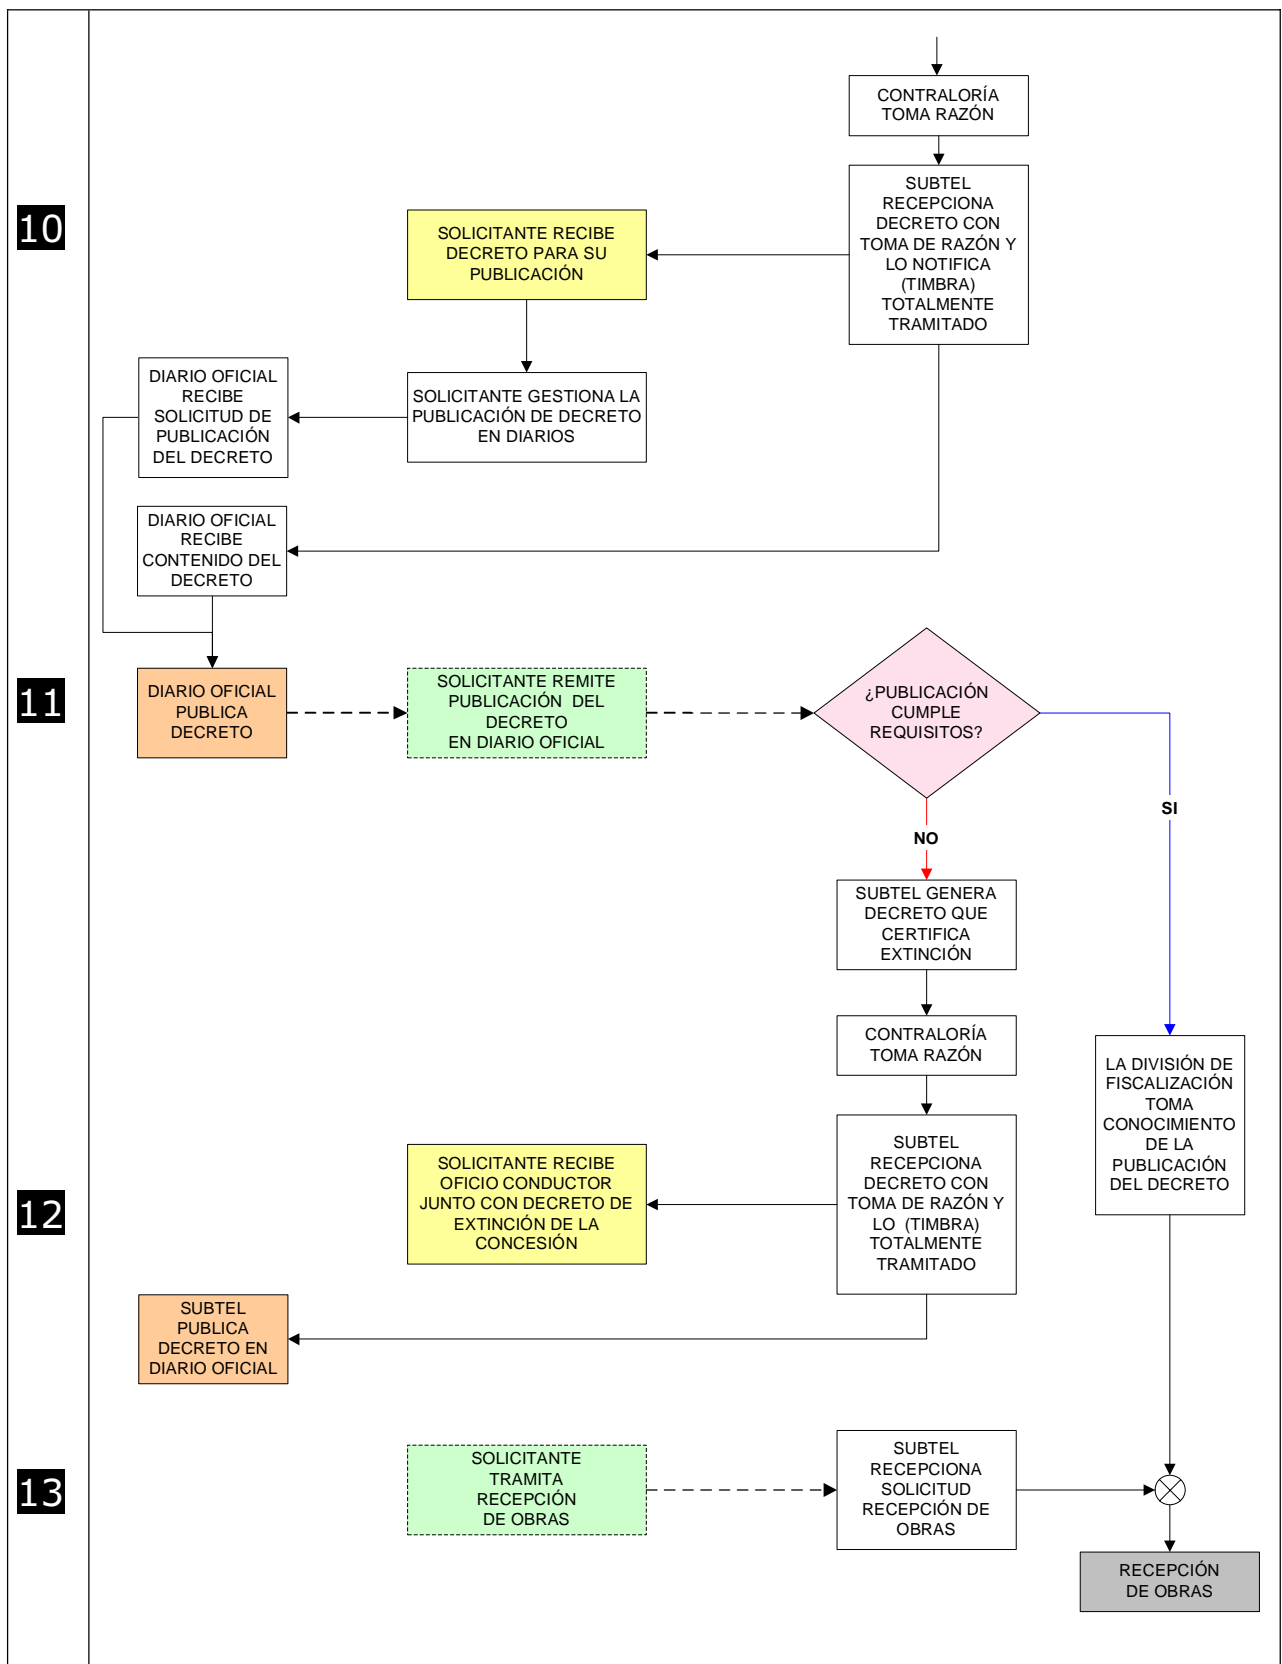 CONTRALORÍA
TOMA RAZÓN
10
SUBTEL
RECEPCIONA
DECRETO CON
TOMA DE RAZÓN Y
LO NOTIFICA
(TIMBRA)
TOTALMENTE
TRAMITADO
SOLICITANTE RECIBE
DECRETO PARA SU
PUBLICACIÓN
DIARIO OFICIAL
RECIBE
SOLICITUD DE
PUBLICACIÓN
DEL DECRETO
SOLICITANTE GESTIONA LA
PUBLICACIÓN DE DECRETO
EN DIARIOS
DIARIO OFICIAL
RECIBE
CONTENIDO DEL
DECRETO
11
DIARIO OFICIAL
PUBLICA
DECRETO
SOLICITANTE REMITE
PUBLICACIÓN DEL
DECRETO
EN DIARIO OFICIAL
¿PUBLICACIÓN
CUMPLE
REQUISITOS?
SI
NO
SUBTEL GENERA
DECRETO QUE
CERTIFICA
EXTINCIÓN
CONTRALORÍA
TOMA RAZÓN
LA DIVISIÓN DE
FISCALIZACIÓN
TOMA
CONOCIMIENTO
DE LA
PUBLICACIÓN
DEL DECRETO
12
SOLICITANTE RECIBE
OFICIO CONDUCTOR
JUNTO CON DECRETO DE
EXTINCIÓN DE LA
CONCESIÓN
SUBTEL
RECEPCIONA
DECRETO CON
TOMA DE RAZÓN Y
LO (TIMBRA)
TOTALMENTE
TRAMITADO
SUBTEL
PUBLICA
DECRETO EN
DIARIO OFICIAL
13
SOLICITANTE
TRAMITA
RECEPCIÓN
DE OBRAS
SUBTEL
RECEPCIONA
SOLICITUD
RECEPCIÓN DE
OBRAS
RECEPCIÓN
DE OBRAS